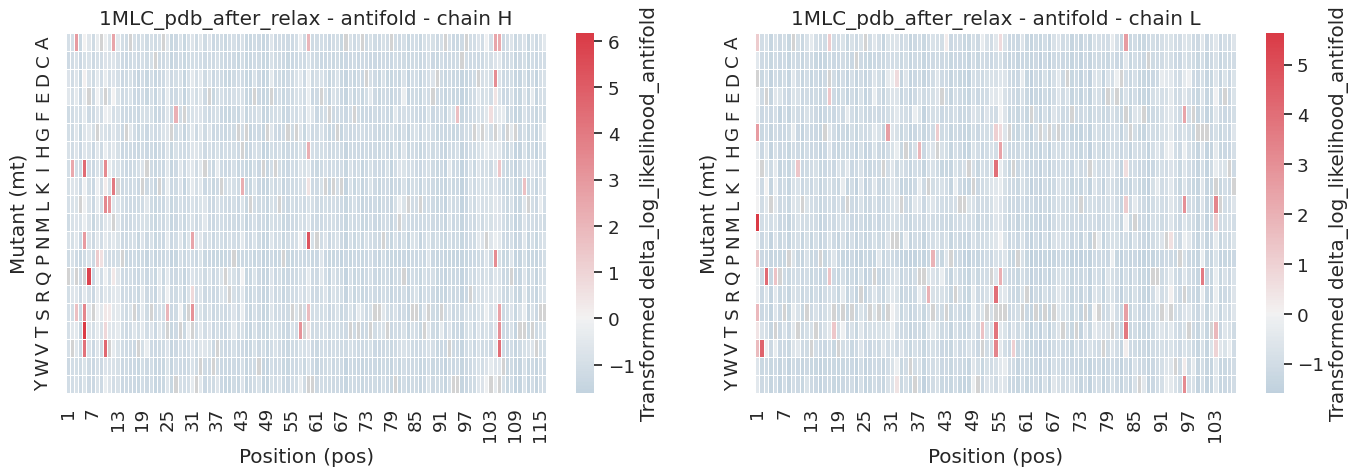 1MLC_pdb_after_relax - antifold - chain H
Mutant (mt)
A
C
D
E
F
G
H
I
K
L
M
N
P
Q
R
S
T
V
W
Y
1 7 13 19 25 31 37 43 49 55 61 67 73 79 85 91 97 103 109 115
Position (pos)
6
5
4
3
2
1
0
−1
Transformed delta_log_likelihood_antifold
1MLC_pdb_after_relax - antifold - chain L
Mutant (mt)
A
C
D
E
F
G
H
I
K
L
M
N
P
Q
R
S
T
V
W
Y
1 7 13 19 25 31 37 43 49 55 61 67 73 79 85 91 97 103
Position (pos)
5
4
3
2
1
0
−1
Transformed delta_log_likelihood_antifold